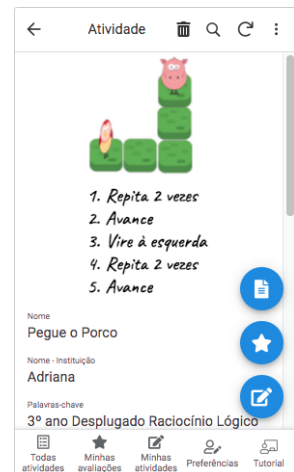 Atividade
1. Repita 2 vezes
2. Avance
3. Vire à esquerda
4. Repita 2 vezes
5. Avance
Nome
Pegue o Porco
Nome - Instituição
Adriana
Palavras-chave
3º ano Desplugado Raciocínio Lógico
Todas atividades
Minhas avaliações
Minhas atividades
Preferências
Tutorial